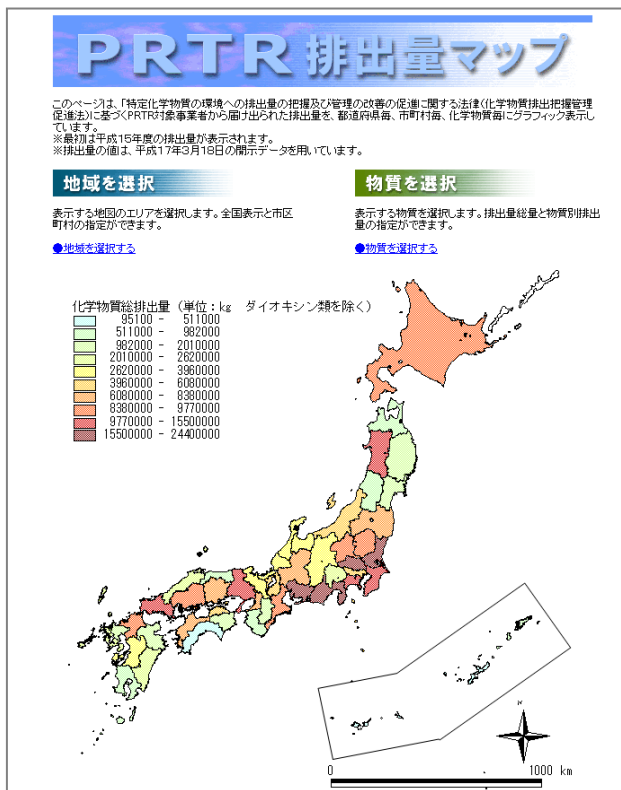 PRTR排出量マップ
このページは、「特定化学物質の環境への排出量の把握及び管理の改善の促進に関する法律(化学物質排出把握管理
促進法)に基づくPRTR対象事業者から届け出られた排出量を、都道府県毎、市町村毎、化学物質毎にグラフィック表示し
ています。
※最初は平成15年度の排出量が表示されます。
※排出量の値は、平成17年3月18日の開示データを用いています。
地域を選択
表示する地図のエリアを選択します。全国表示と市区
町村の指定ができます。
●地域を選択する
物質を選択
表示する物質を選択します。排出量総量と物質別排出
量の指定ができます。
●物質を選択する
化学物質総排出量 (単位:kg ダイオキシン類を除く)
95100 - 511000
511000 - 982000
982000 - 2010000
2010000 - 2620000
2620000 - 3960000
3960000 - 6080000
6080000 - 8380000
8380000 - 9770000
9770000 - 15500000
15500000 - 24400000
N
0 1000 km